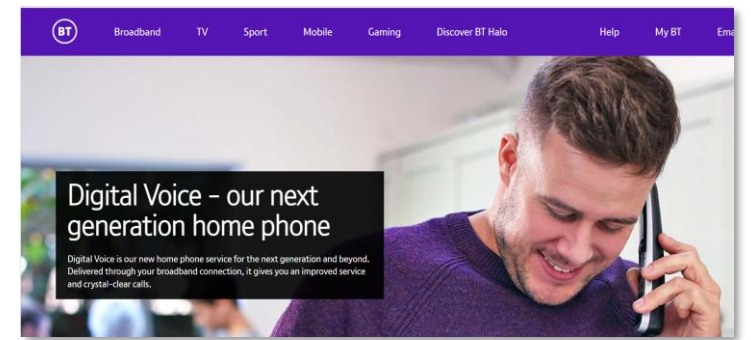 BT Broadband TV Sport Mobile Gaming Discover BT Halo Help My BT
Digital Voice – our next
generation home phone
Digital Voice is our new home phone service for the next generation and beyond.
Delivered through your broadband connection, it gives you an improved service
and crystal-clear calls.